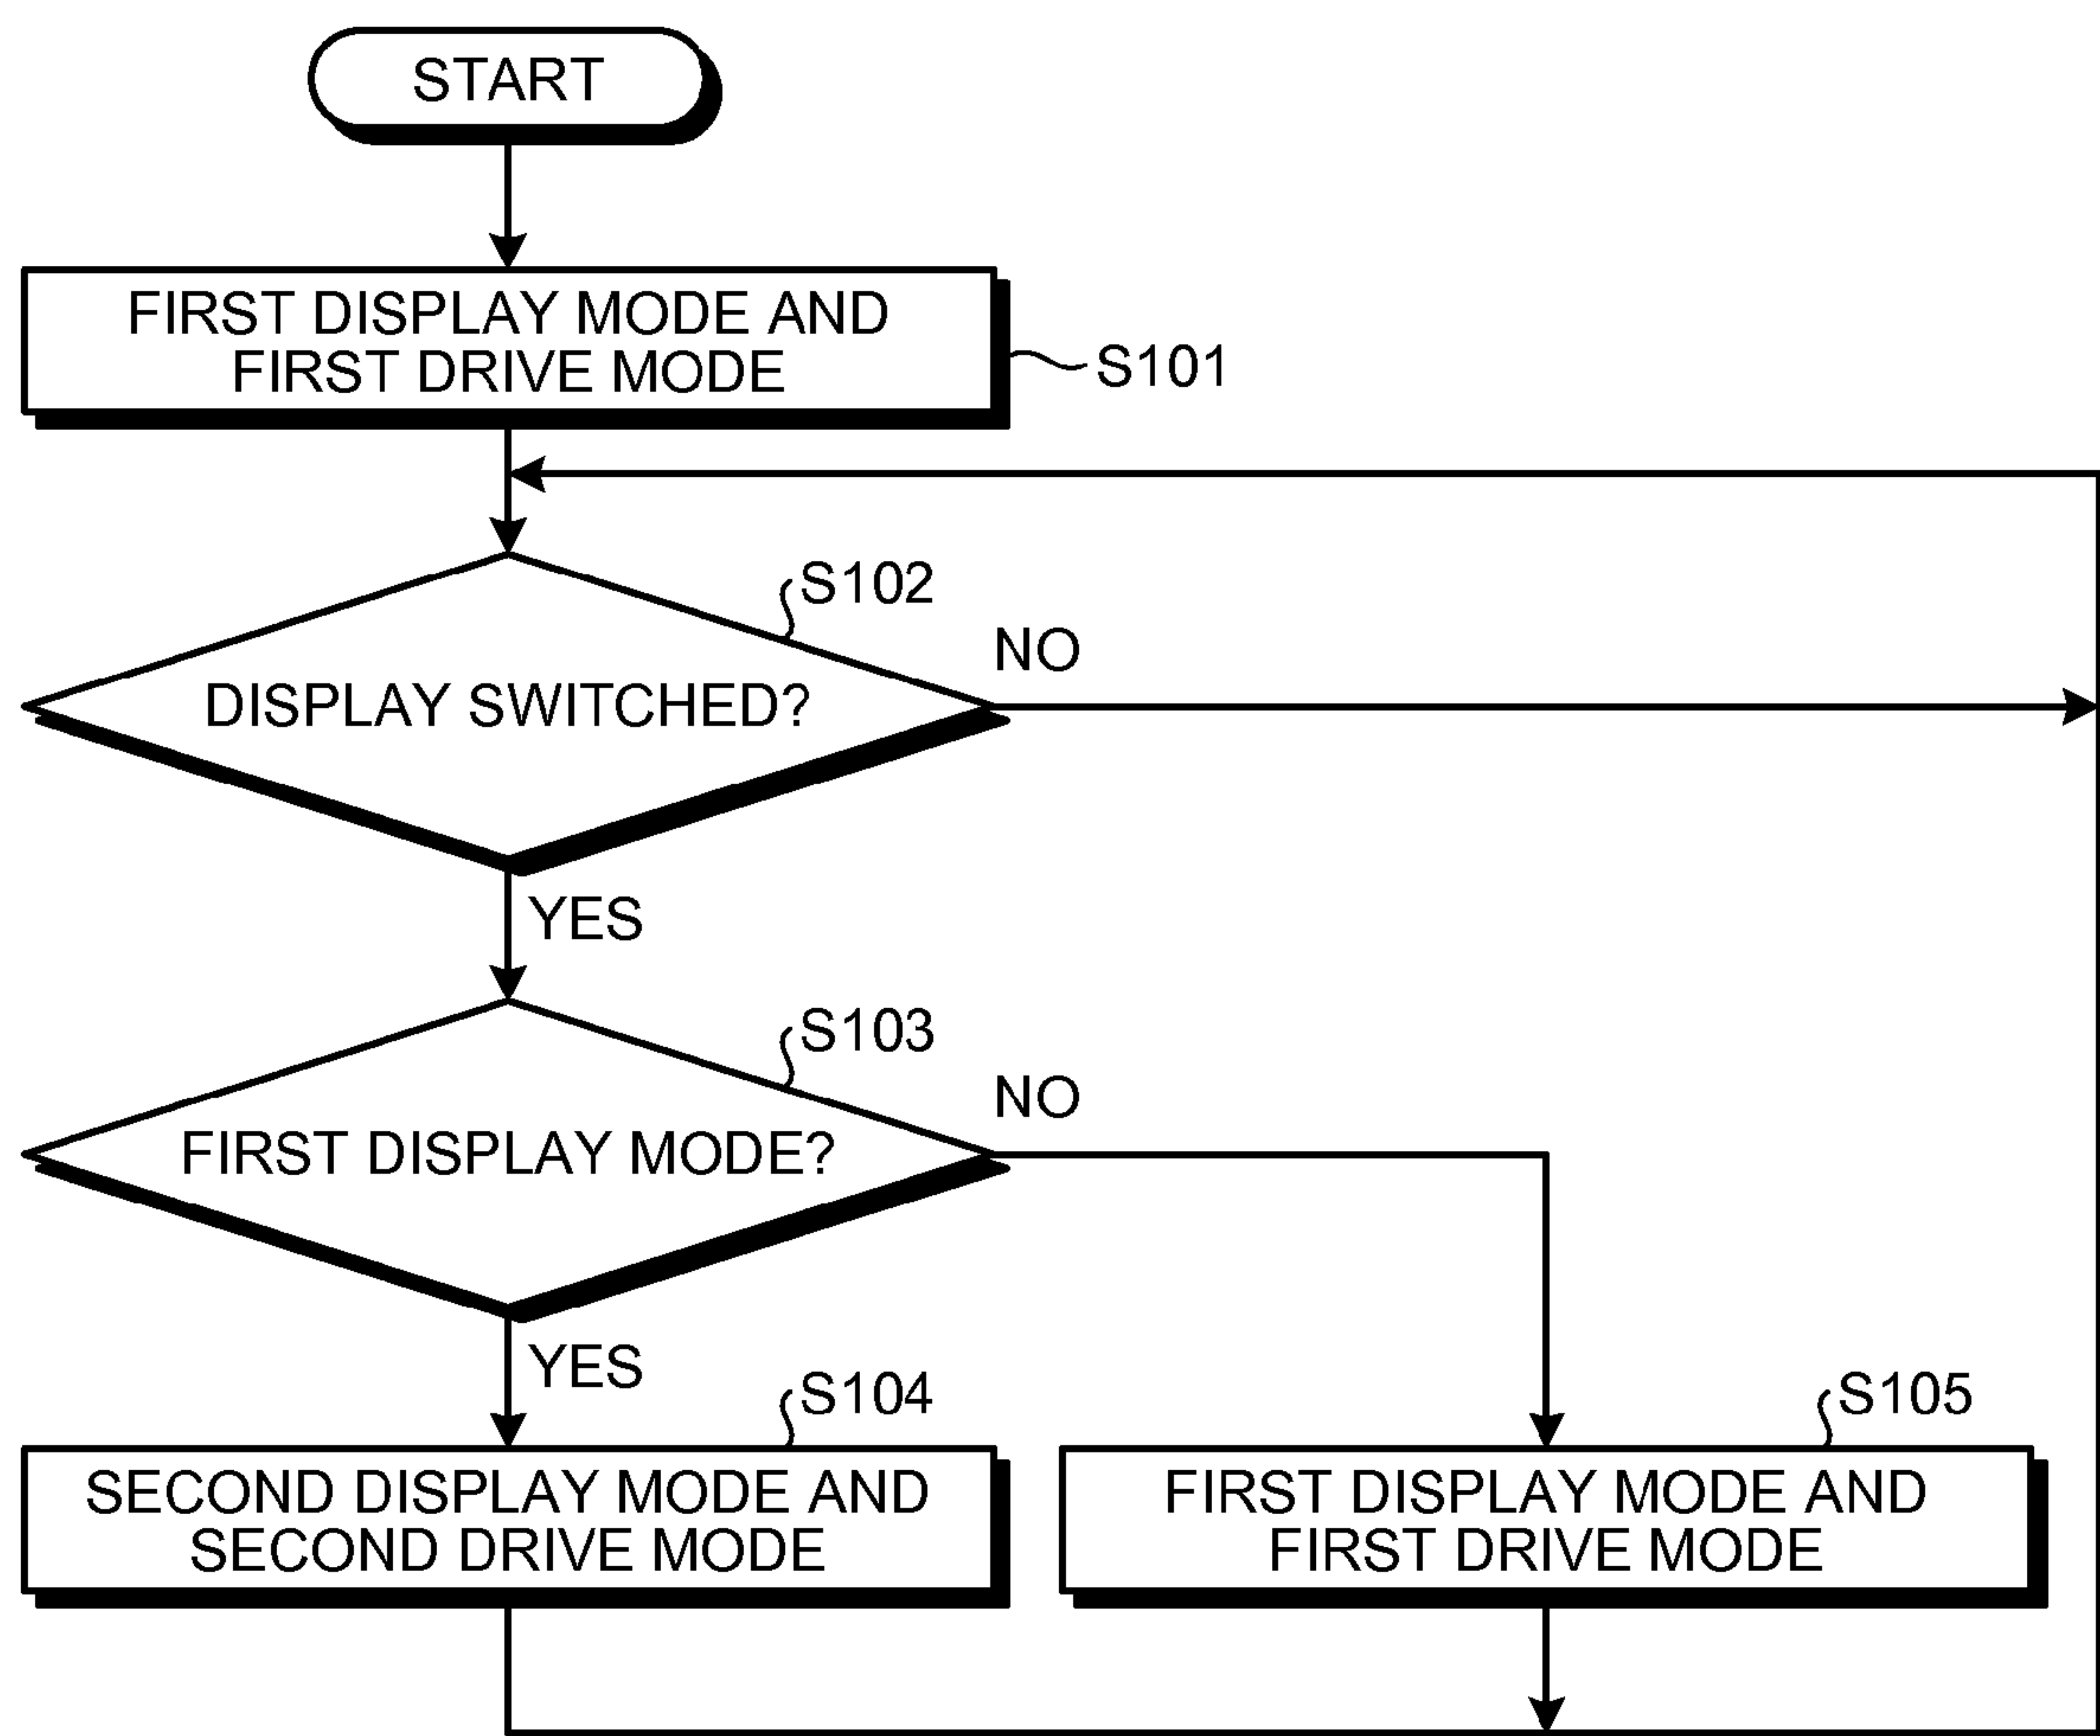 START
FIRST DISPLAY MODE AND
FIRST DRIVE MODE
S101
S102
NO
DISPLAY SWITCHED?
YES
S103
NO
FIRST DISPLAY MODE?
YES
S104
SECOND DISPLAY MODE AND
SECOND DRIVE MODE
S105
FIRST DISPLAY MODE AND
FIRST DRIVE MODE